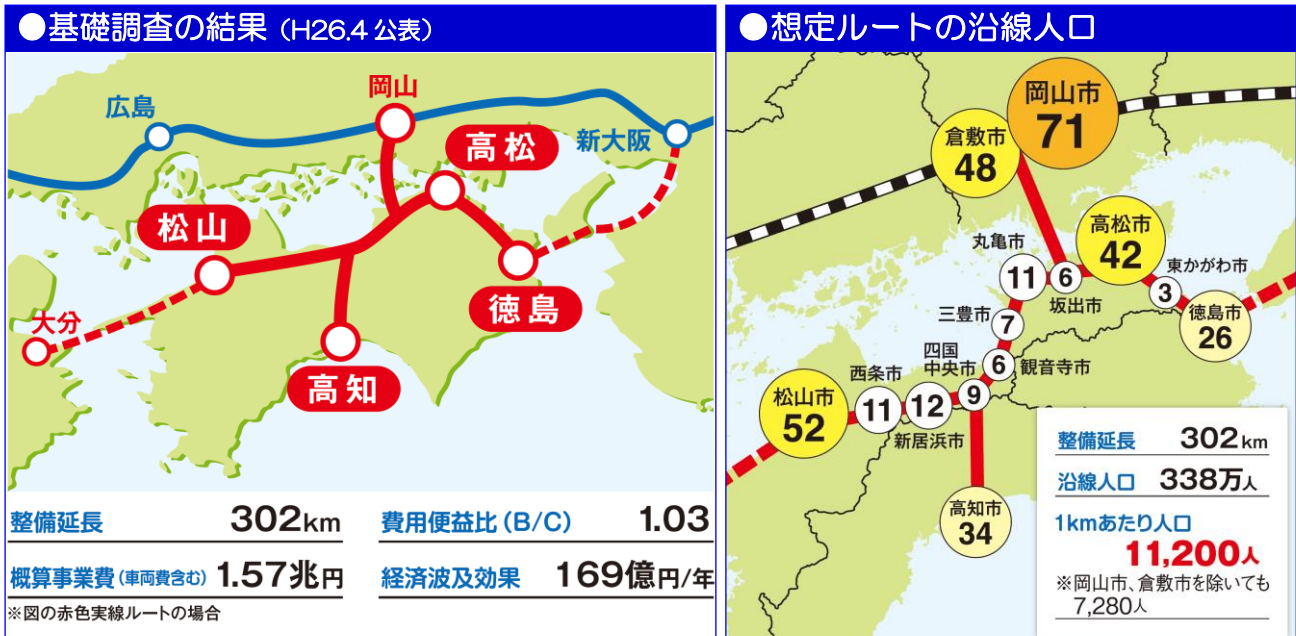 ●基礎調査の結果（H26.4 公表）
広島
岡山
新大阪
高松
松山
徳島
大分
高知
整備延長 302km
費用便益比（B/C） 1.03
概算事業費（車両費含む） 1.57兆円
経済波及効果 169億円/年
※図の赤色実線ルートの場合
●想定ルートの沿線人口
岡山市
71
倉敷市
48
高松市
42
丸亀市
11
6
坂出市
東かがわ市
3
徳島市
26
三豊市
7
四国
中央市
9
6
観音寺市
西条市
11
12
新居浜市
松山市
52
高知市
34
整備延長 302km
沿線人口 338万人
1kmあたり人口
11,200人
※岡山市、倉敷市を除いても
7,280人